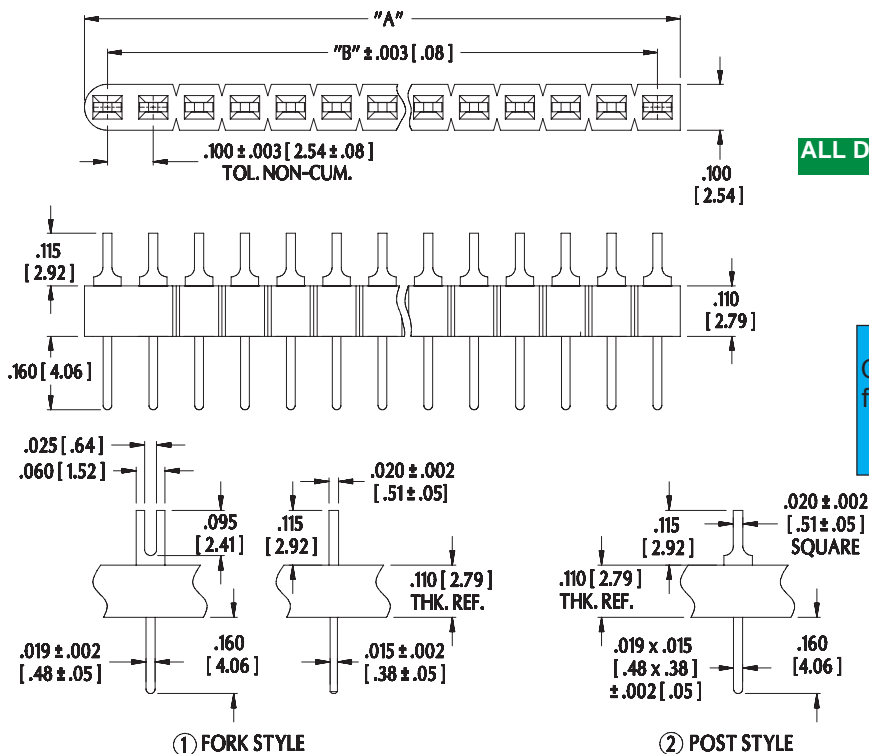 "A"
"B" ± .003 [ .08 ]
.100 ± .003 [ 2.54 ± .08 ]
TOL. NON-CUM.
.100
[ 2.54 ]
ALL D
.115
[ 2.92 ]
.110
[ 2.79 ]
.160 [ 4.06 ]
.025 [ .64 ]
.060 [ 1.52 ]
.095
[ 2.41 ]
.115
[ 2.92 ]
.020 ± .002
[ .51 ± .05]
.110 [ 2.79 ]
THK. REF.
.019 ± .002
[ .48 ± .05 ]
.160
[ 4.06 ]
.015 ± .002
[ .38 ± .05 ]
1 FORK STYLE
.115
[ 2.92 ]
.020 ± .002
[ .51 ± .05 ]
SQUARE
.110 [ 2.79 ]
THK. REF.
.019 x .015
[ .48 x .38 ]
± .002 [ .05 ]
.160
[4.06 ]
2 POST STYLE
f